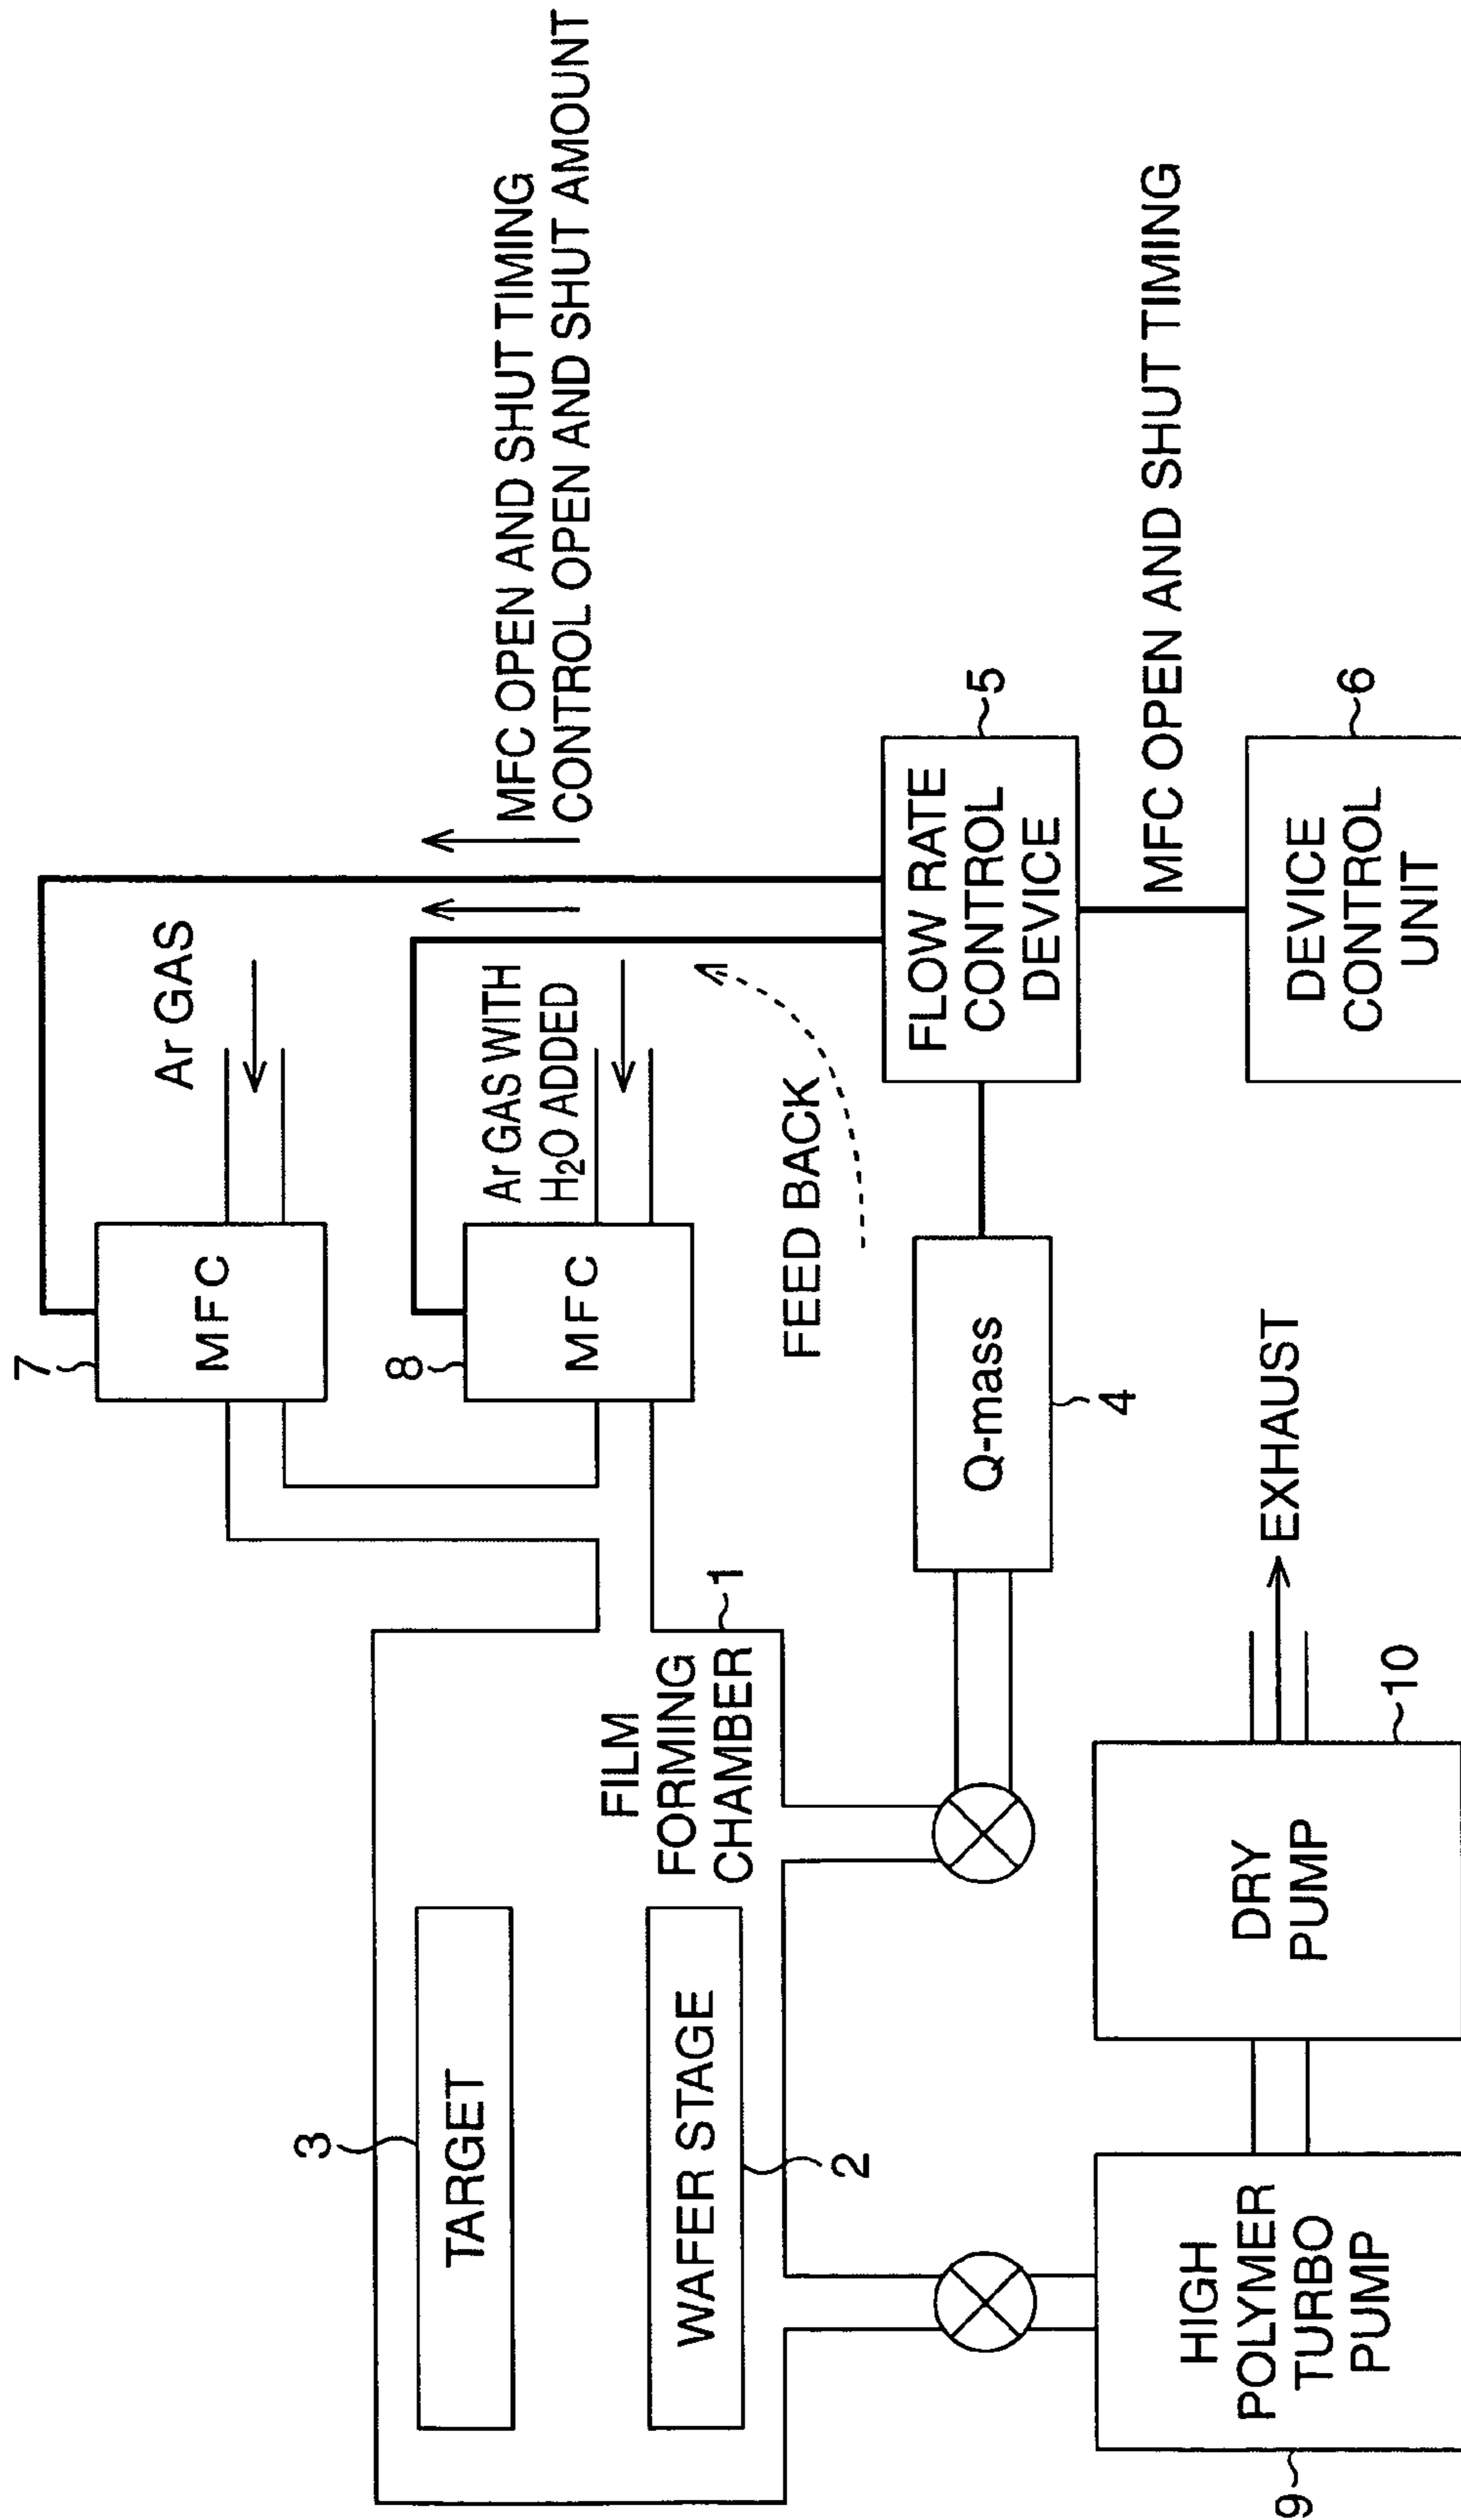 7
MFC
Ar GAS
8
MFC
Ar GAS WITH
H₂O ADDED
MFC OPEN AND SHUT TIMING
CONTROL OPEN AND SHUT AMOUNT
3
TARGET
WAFER STAGE
2
FILM
FORMING
CHAMBER
1
FEED BACK
Q-mass
4
FLOW RATE
CONTROL
DEVICE
5
MFC OPEN AND SHUT TIMING
DEVICE
CONTROL
UNIT
6
HIGH
POLYMER
TURBO
PUMP
9
DRY
PUMP
10
EXHAUST